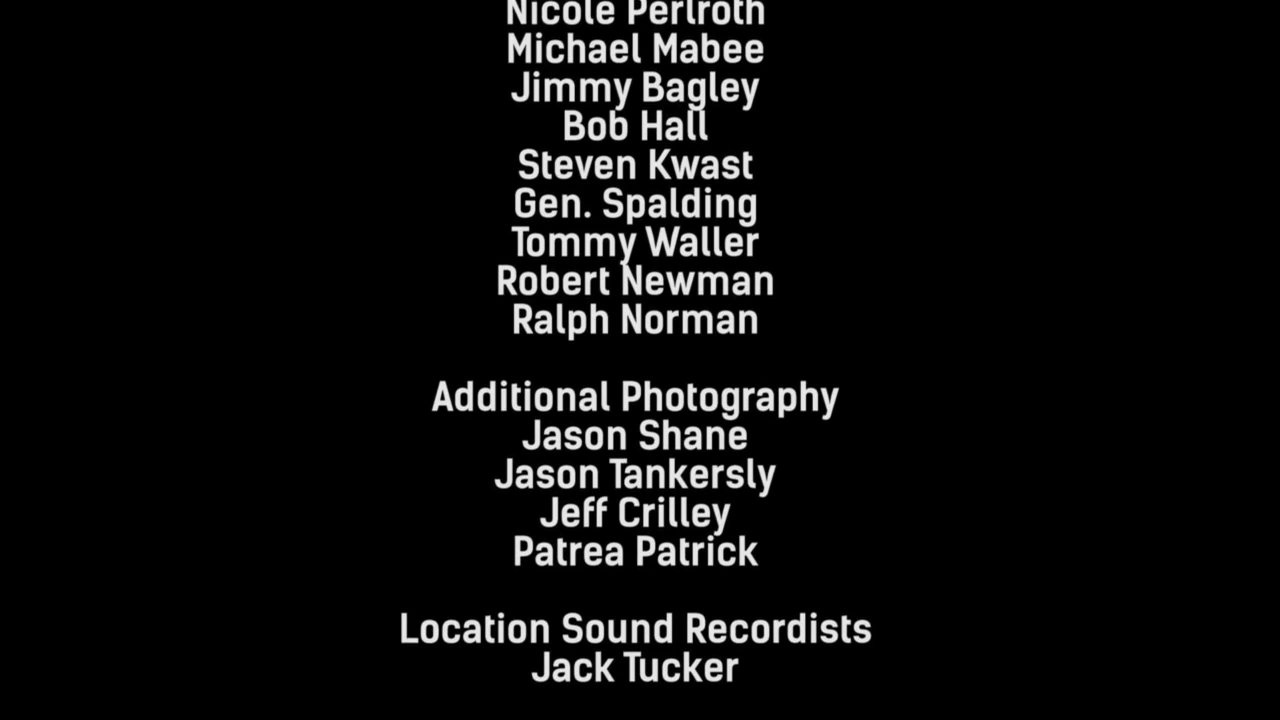 Nicole Perlroth
Michael Mabee
Jimmy Bagley
Bob Hall
Steven Kwast
Gen. Spalding
Tommy Waller
Robert Newman
Ralph Norman
Additional Photography
Jason Shane
Jason Tankersly
Jeff Crilley
Patrea Patrick
Location Sound Recordists
Jack Tucker